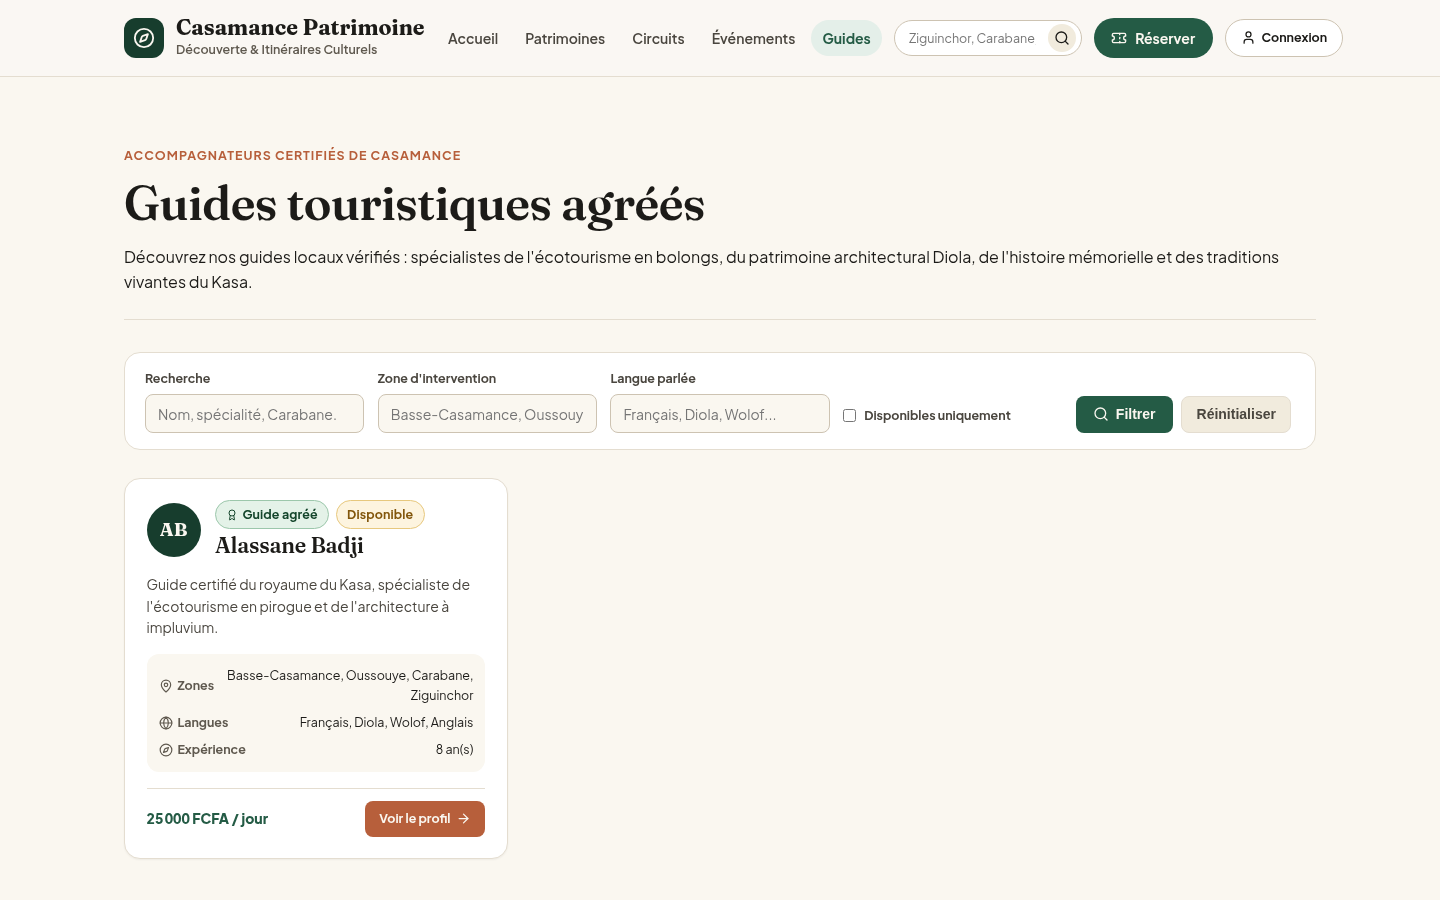 Casamance Patrimoine
Découverte & Itinéraires Culturels
Accueil
Patrimoines
Circuits
Événements
Guides
Ziguinchor, Carabane
Réserver
Connexion
ACCOMPAGNATEURS CERTIFIÉS DE CASAMANCE
Guides touristiques agréés
Découvrez nos guides locaux vérifiés : spécialistes de l'écotourisme en bolongs, du patrimoine architectural Diola, de l'histoire mémorielle et des traditions
vivantes du Kasa.
Recherche
Zone d'intervention
Langue parlée
Nom, spécialité, Carabane.
Basse-Casamance, Oussouy
Français, Diola, Wolof...
Disponibles uniquement
Filtrer
Réinitialiser
AB
Guide agréé
Disponible
Alassane Badji
Guide certifié du royaume du Kasa, spécialiste de
l'écotourisme en pirogue et de l'architecture à
impluvium.
Zones
Basse-Casamance, Oussouye, Carabane,
Ziguinchor
Langues
Français, Diola, Wolof, Anglais
Expérience
8 an(s)
25 000 FCFA / jour
Voir le profil